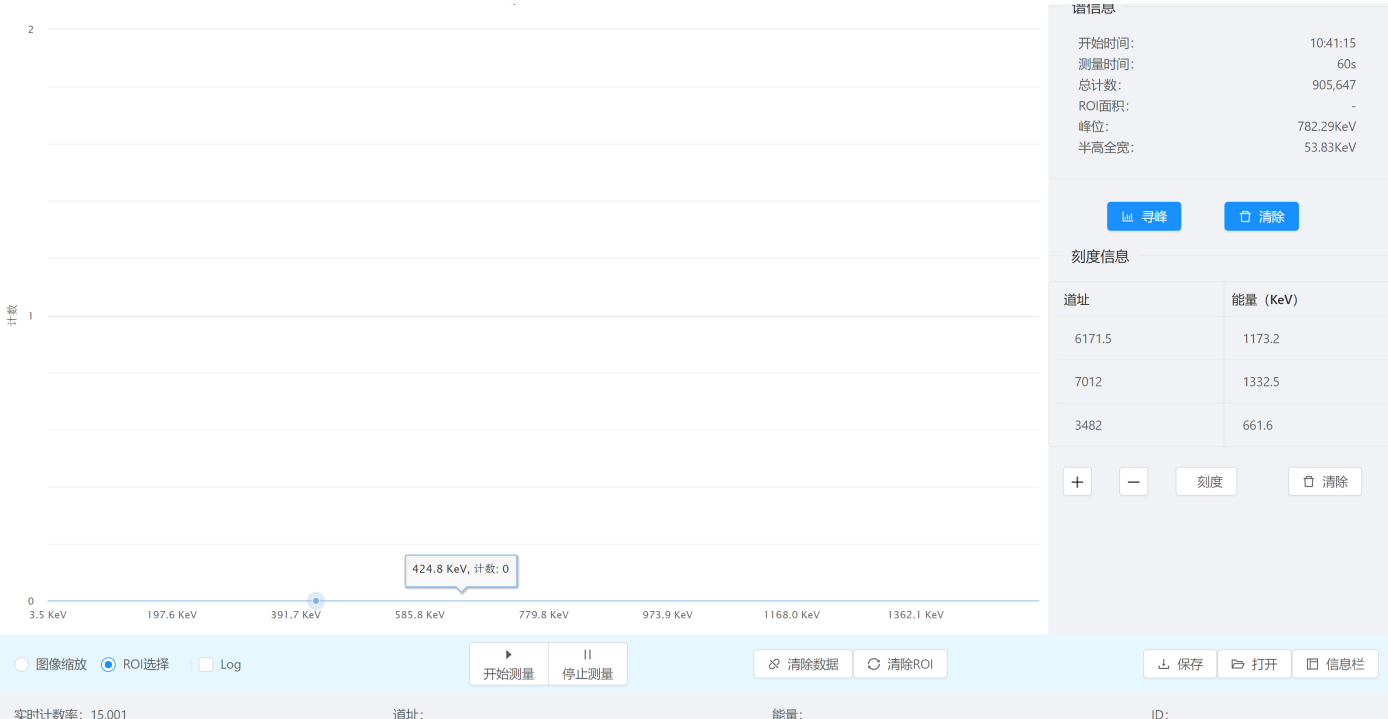 谱信息
开始时间: 10:41:15
测量时间: 60s
总计数: 905,647
ROI面积: -
峰位: 782.29KeV
半高全宽: 53.83KeV
寻峰 清除
刻度信息
道址 能量（KeV）
6171.5 1173.2
7012 1332.5
3482 661.6
+ − 刻度 清除
2
1
0
计数
424.8 KeV, 计数: 0
3.5 KeV 197.6 KeV 391.7 KeV 585.8 KeV 779.8 KeV 973.9 KeV 1168.0 KeV 1362.1 KeV
图像缩放 ROI选择 Log 开始测量 停止测量 清除数据 清除ROI 保存 打开 信息栏
实时计数率: 15,001 道址: 能量: ID: